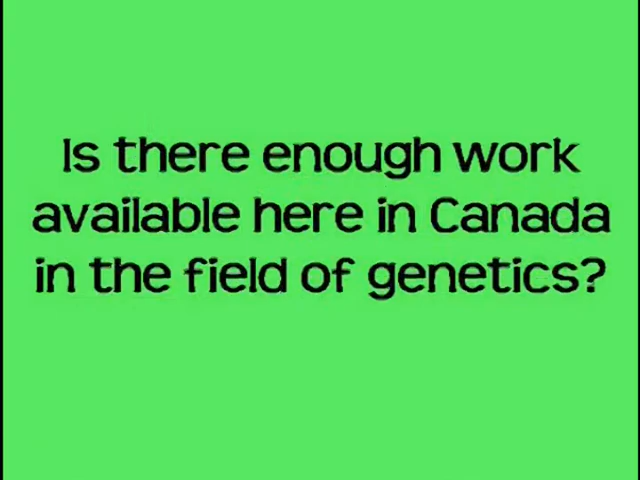 Is there enough work
available here in Canada
in the field of genetics?